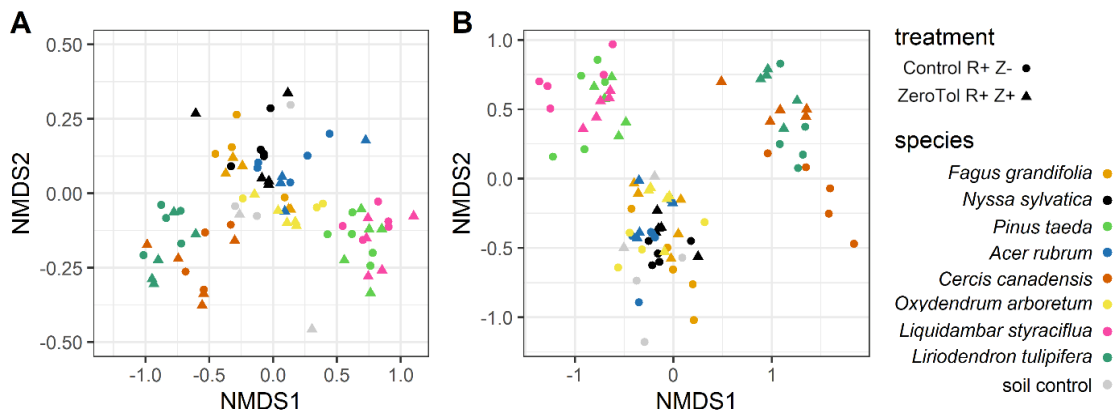 A
0.50
0.25
0.00
-0.25
-0.50
NMDS2
-1.0
-0.5
0.0
0.5
1.0
NMDS1
B
1.0
0.5
0.0
-0.5
-1.0
NMDS2
-1
0
1
NMDS1
treatment
Control R+ Z-
ZeroTol R+ Z+
species
Fagus grandifolia
Nyssa sylvatica
Pinus taeda
Acer rubrum
Cercis canadensis
Oxydendrum arboretum
Liquidambar styraciflua
Liriodendron tulipifera
soil control